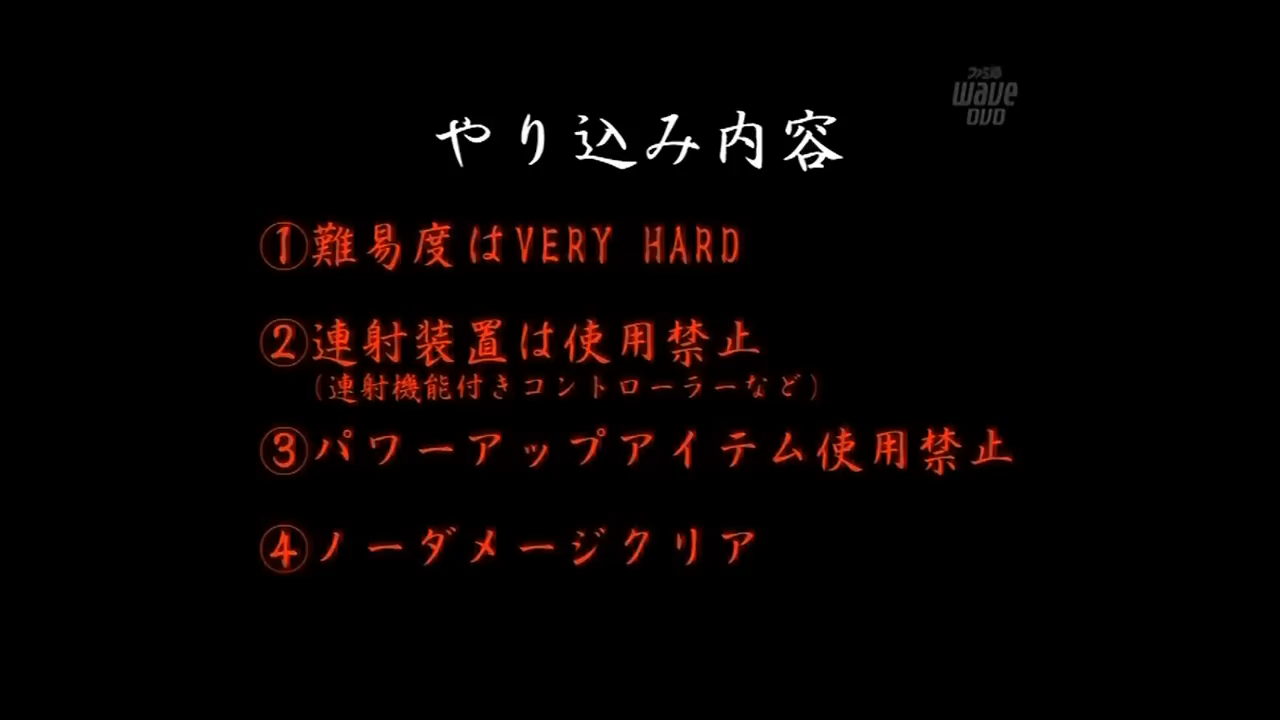 ファミ通
wave
DVD
やり込み内容
①難易度はVERY HARD
②連射装置は使用禁止
(連射機能付きコントローラーなど)
③パワーアップアイテム使用禁止
④ノーダメージクリア